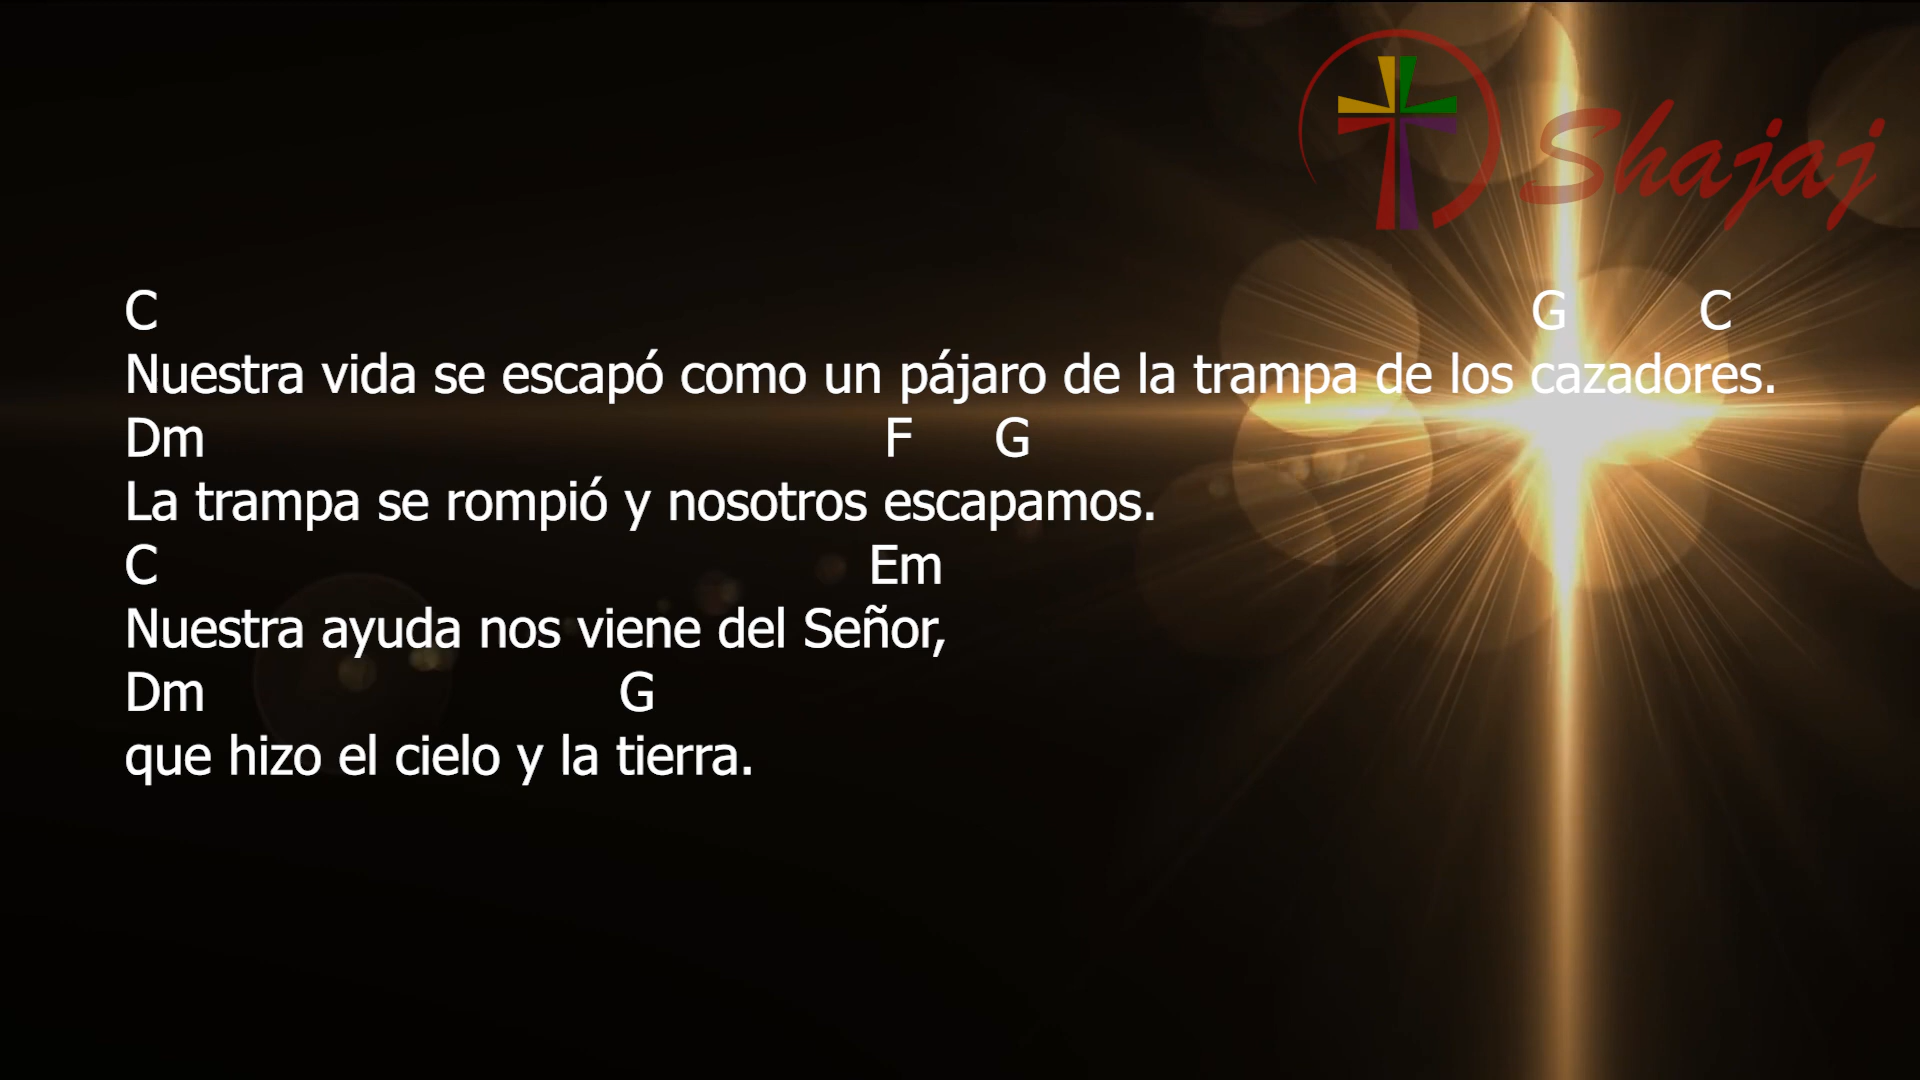 Shajaj
C G C
Nuestra vida se escapó como un pájaro de la trampa de los cazadores.
Dm F G
La trampa se rompió y nosotros escapamos.
C Em
Nuestra ayuda nos viene del Señor,
Dm G
que hizo el cielo y la tierra.